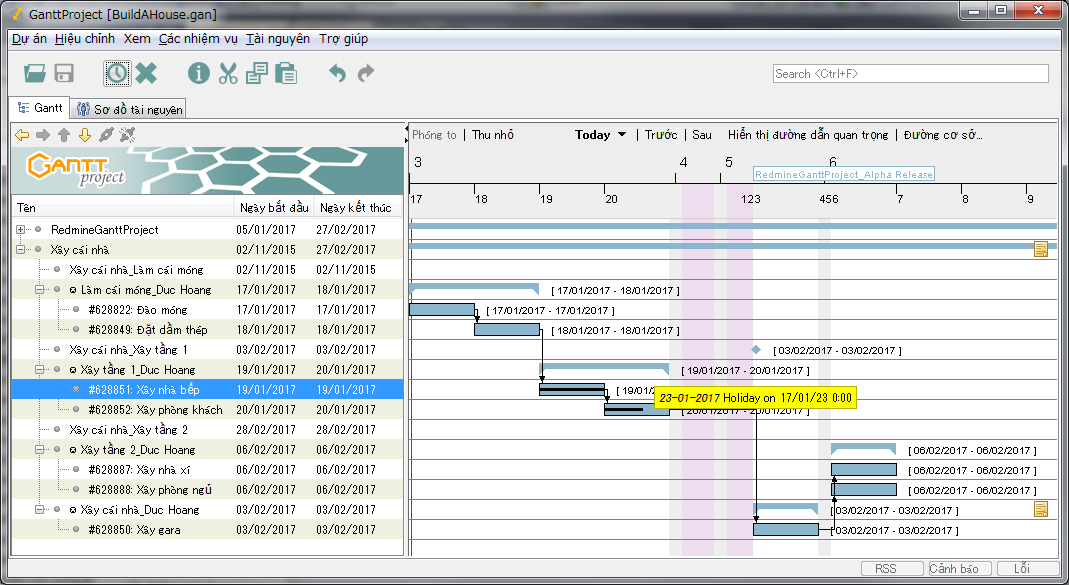 GanttProject [BuildAHouse.gan]
Dự án Hiệu chỉnh Xem Các nhiệm vụ Tài nguyên Trợ giúp
Search <Ctrl+F>
Gantt Sơ đồ tài nguyên
Phóng to | Thu nhỏ Today | Trước | Sau Hiển thị đường dẫn quan trọng | Đường cơ sở...
GANTT project
3 4 5 6
RedmineGanttProject_Alpha Release
17 18 19 20 123 456 7 8 9
Tên Ngày bắt đầu Ngày kết thúc
RedmineGanttProject 05/01/2017 27/02/2017
Xây cái nhà 02/11/2015 27/02/2017
Xây cái nhà_Làm cái móng 02/11/2015 02/11/2015
Làm cái móng_Duc Hoang 17/01/2017 18/01/2017 [ 17/01/2017 - 18/01/2017 ]
#628822: Đào móng 17/01/2017 17/01/2017 [ 17/01/2017 - 17/01/2017 ]
#628849: Đặt dầm thép 18/01/2017 18/01/2017 [ 18/01/2017 - 18/01/2017 ]
Xây cái nhà_Xây tầng 1 03/02/2017 03/02/2017 [ 03/02/2017 - 03/02/2017 ]
Xây tầng 1_Duc Hoang 19/01/2017 20/01/2017 [ 19/01/2017 - 20/01/2017 ]
#628851: Xây nhà bếp 19/01/2017 19/01/2017 [ 19/01/2
23-01-2017 Holiday on 17/01/23 0:00
#628852: Xây phòng khách 20/01/2017 20/01/2017 [ 20/01/2017 - 20/01/2017 ]
Xây cái nhà_Xây tầng 2 28/02/2017 28/02/2017
Xây tầng 2_Duc Hoang 06/02/2017 06/02/2017 [ 06/02/2017 - 06/02/2017 ]
#628887: Xây nhà xí 06/02/2017 06/02/2017 [ 06/02/2017 - 06/02/2017 ]
#628888: Xây phòng ngủ 06/02/2017 06/02/2017 [ 06/02/2017 - 06/02/2017 ]
Xây cái nhà_Duc Hoang 03/02/2017 03/02/2017 [ 03/02/2017 - 03/02/2017 ]
#628850: Xây gara 03/02/2017 03/02/2017 [ 03/02/2017 - 03/02/2017 ]
RSS Cảnh báo Lỗi